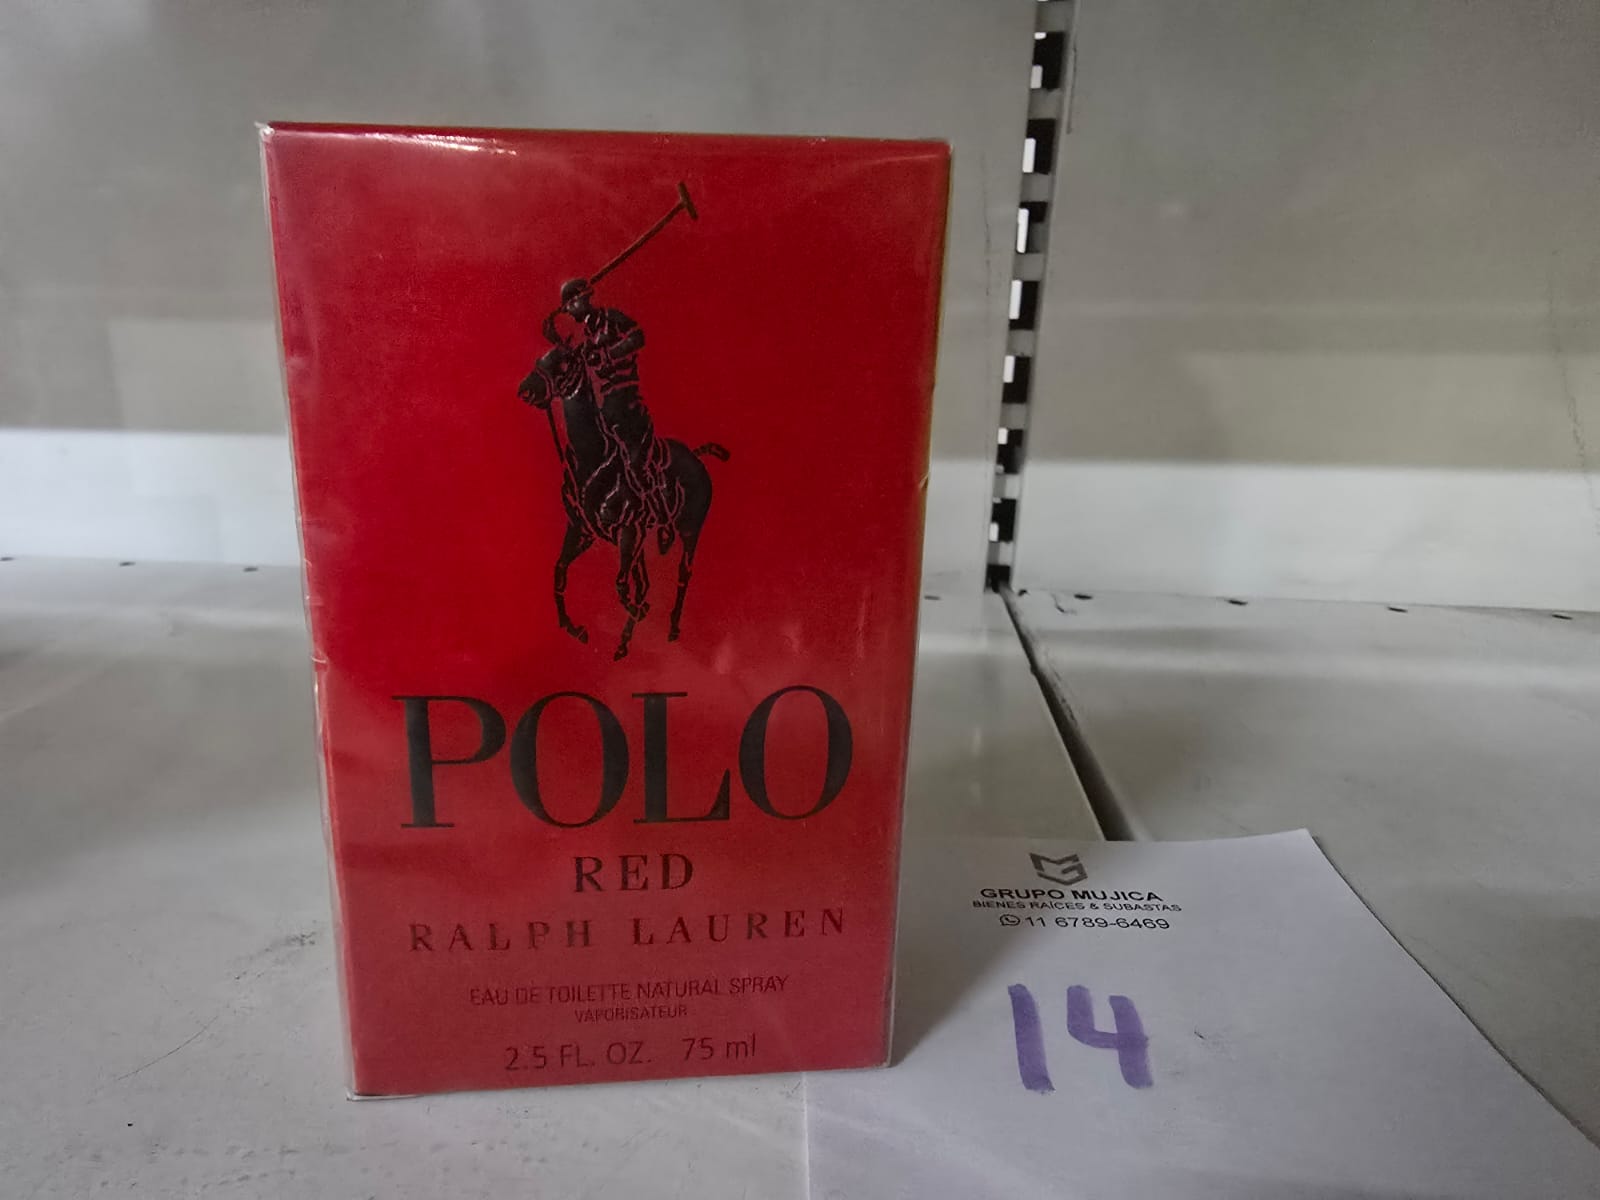 POLO
RED
RALPH LAUREN
EAU DE TOILETTE NATURAL SPRAY
VAPORISATEUR
2.5 FL. OZ. 75 ml
GRUPO MUJICA
BIENES RAÍCES & SUBASTAS
11 6789-6469
14